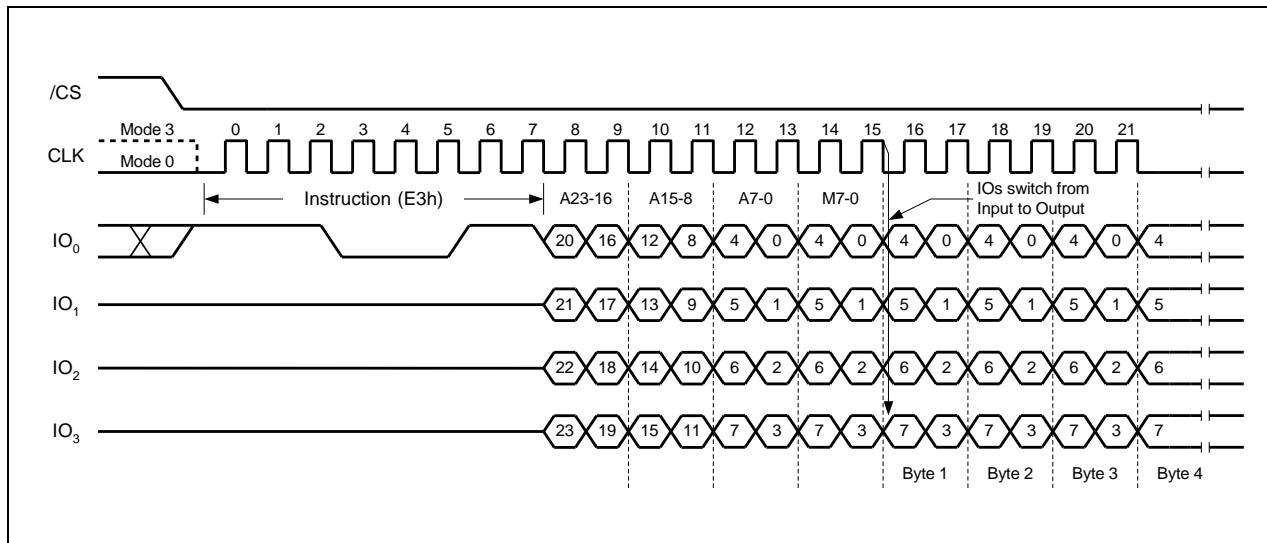 /CS
Mode 3
0 1 2 3 4 5 6 7 8 9 10 11 12 13 14 15 16 17 18 19 20 21
CLK
Mode 0
Instruction (E3h)
A23-16 A15-8 A7-0 M7-0
IOs switch from
Input to Output
IO0 20 16 12 8 4 0 4 0 4 0 4 0 4 0 4
IO1 21 17 13 9 5 1 5 1 5 1 5 1 5 1 5
IO2 22 18 14 10 6 2 6 2 6 2 6 2 6 2 6
IO3 23 19 15 11 7 3 7 3 7 3 7 3 7 3 7
Byte 1 Byte 2 Byte 3 Byte 4